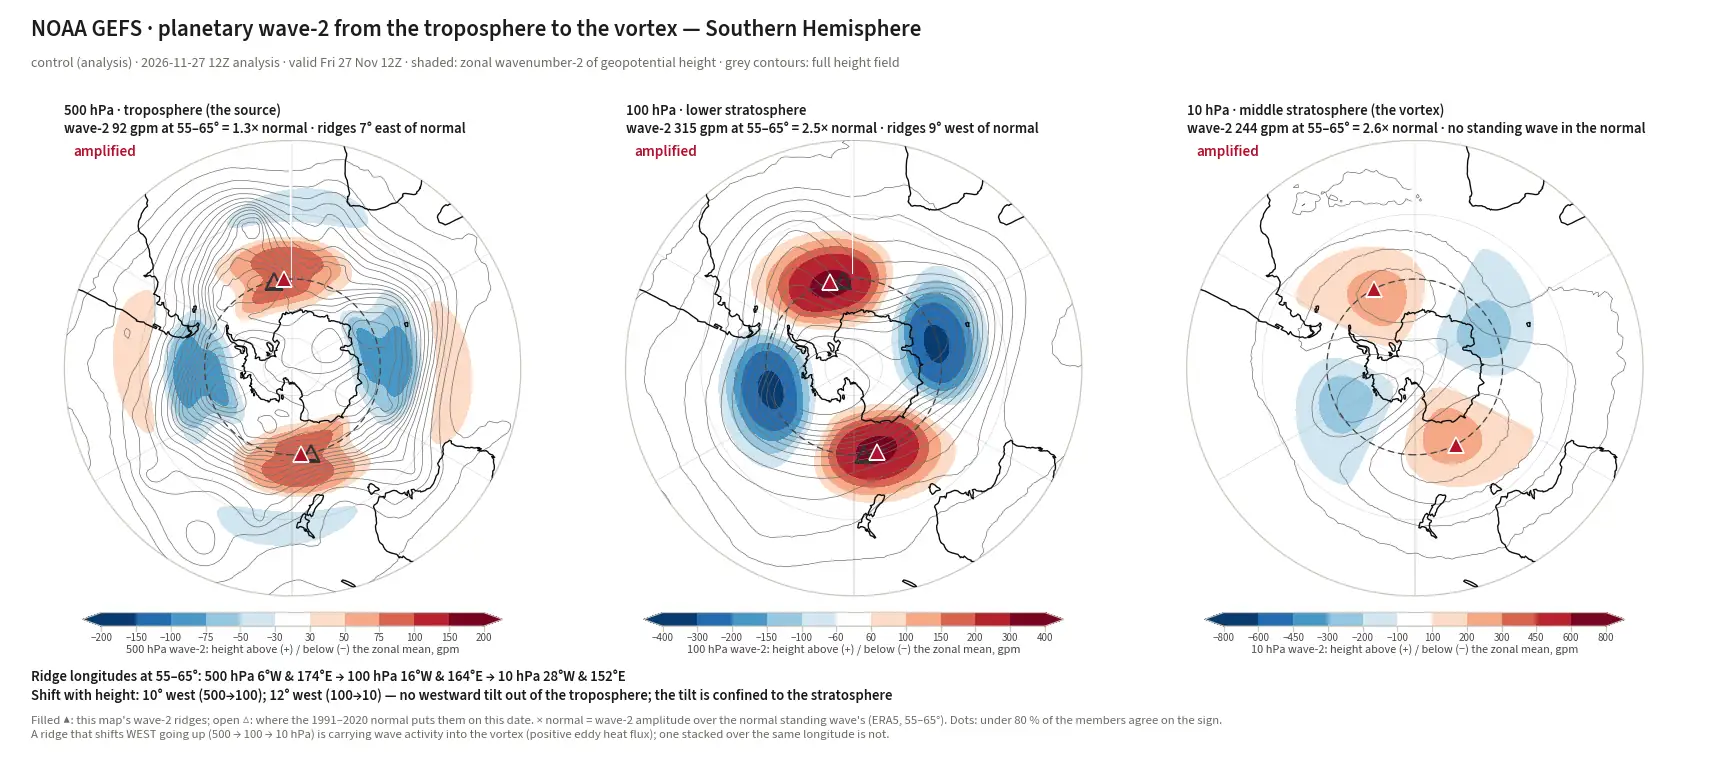 NOAA GEFS · planetary wave-2 from the troposphere to the vortex — Southern Hemisphere
control (analysis) · 2026-11-27 12Z analysis · valid Fri 27 Nov 12Z · shaded: zonal wavenumber-2 of geopotential height · grey contours: full height field
500 hPa · troposphere (the source)
wave-2 92 gpm at 55–65° = 1.3× normal · ridges 7° east of normal
amplified
100 hPa · lower stratosphere
wave-2 315 gpm at 55–65° = 2.5× normal · ridges 9° west of normal
amplified
10 hPa · middle stratosphere (the vortex)
wave-2 244 gpm at 55–65° = 2.6× normal · no standing wave in the normal
amplified
−200 −150 −100 −75 −50 −30 30 50 75 100 150 200
500 hPa wave-2: height above (+) / below (−) the zonal mean, gpm
−400 −300 −200 −150 −100 −60 60 100 150 200 300 400
100 hPa wave-2: height above (+) / below (−) the zonal mean, gpm
−800 −600 −450 −300 −200 −100 100 200 300 450 600 800
10 hPa wave-2: height above (+) / below (−) the zonal mean, gpm
Ridge longitudes at 55–65°: 500 hPa 6°W & 174°E → 100 hPa 16°W & 164°E → 10 hPa 28°W & 152°E
Shift with height: 10° west (500→100); 12° west (100→10) — no westward tilt out of the troposphere; the tilt is confined to the stratosphere
Filled ▲: this map's wave-2 ridges; open △: where the 1991–2020 normal puts them on this date. × normal = wave-2 amplitude over the normal standing wave's (ERA5, 55–65°). Dots: under 80 % of the members agree on the sign.
A ridge that shifts WEST going up (500 → 100 → 10 hPa) is carrying wave activity into the vortex (positive eddy heat flux); one stacked over the same longitude is not.